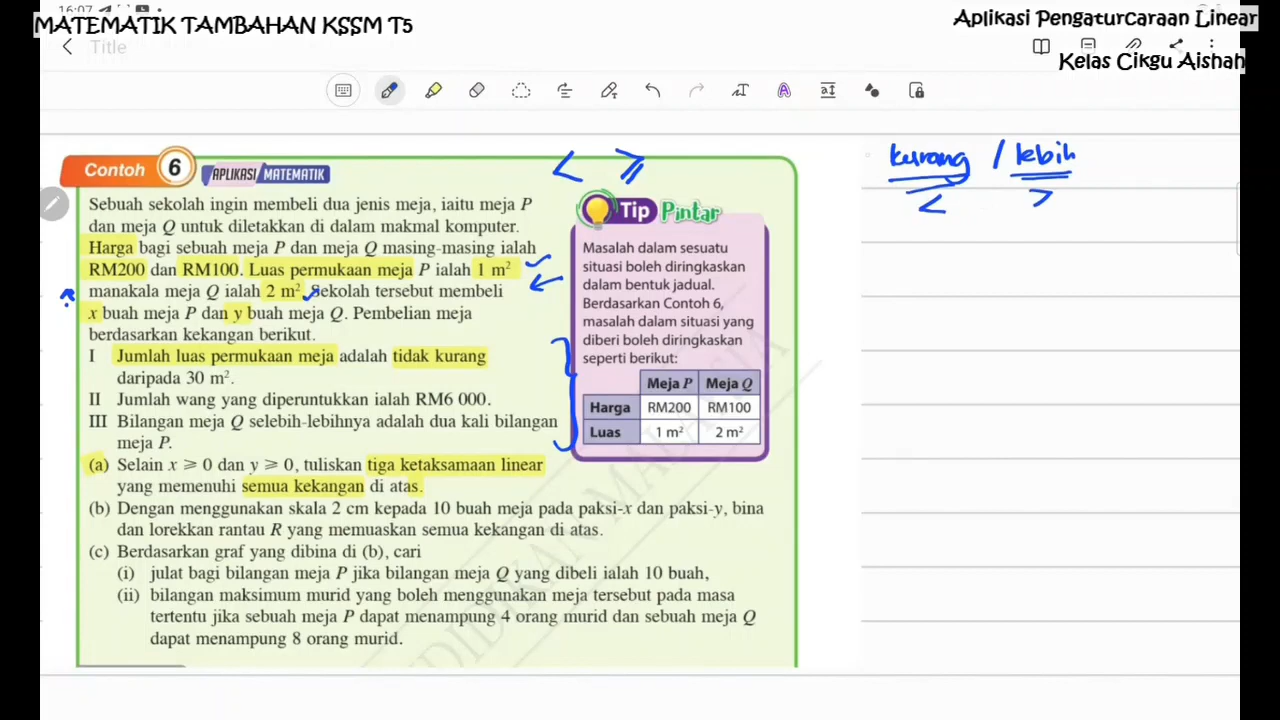 16:07
MATEMATIK TAMBAHAN KSSM T5
Aplikasi Pengaturcaraan Linear
Title
Kelas Cikgu Aishah
< ≥
kurang / lebih
< >
Contoh 6 APLIKASI MATEMATIK
Sebuah sekolah ingin membeli dua jenis meja, iaitu meja P
dan meja Q untuk diletakkan di dalam makmal komputer.
Harga bagi sebuah meja P dan meja Q masing-masing ialah
RM200 dan RM100. Luas permukaan meja P ialah 1 m²
manakala meja Q ialah 2 m². Sekolah tersebut membeli
x buah meja P dan y buah meja Q. Pembelian meja
berdasarkan kekangan berikut.
I Jumlah luas permukaan meja adalah tidak kurang
daripada 30 m².
II Jumlah wang yang diperuntukkan ialah RM6 000.
III Bilangan meja Q selebih-lebihnya adalah dua kali bilangan
meja P.
Tip Pintar
Masalah dalam sesuatu
situasi boleh diringkaskan
dalam bentuk jadual.
Berdasarkan Contoh 6,
masalah dalam situasi yang
diberi boleh diringkaskan
seperti berikut:
Meja P Meja Q
Harga RM200 RM100
Luas 1 m² 2 m²
(a) Selain x ⩾ 0 dan y ⩾ 0, tuliskan tiga ketaksamaan linear
yang memenuhi semua kekangan di atas.
(b) Dengan menggunakan skala 2 cm kepada 10 buah meja pada paksi-x dan paksi-y, bina
dan lorekkan rantau R yang memuaskan semua kekangan di atas.
(c) Berdasarkan graf yang dibina di (b), cari
(i) julat bagi bilangan meja P jika bilangan meja Q yang dibeli ialah 10 buah,
(ii) bilangan maksimum murid yang boleh menggunakan meja tersebut pada masa
tertentu jika sebuah meja P dapat menampung 4 orang murid dan sebuah meja Q
dapat menampung 8 orang murid.